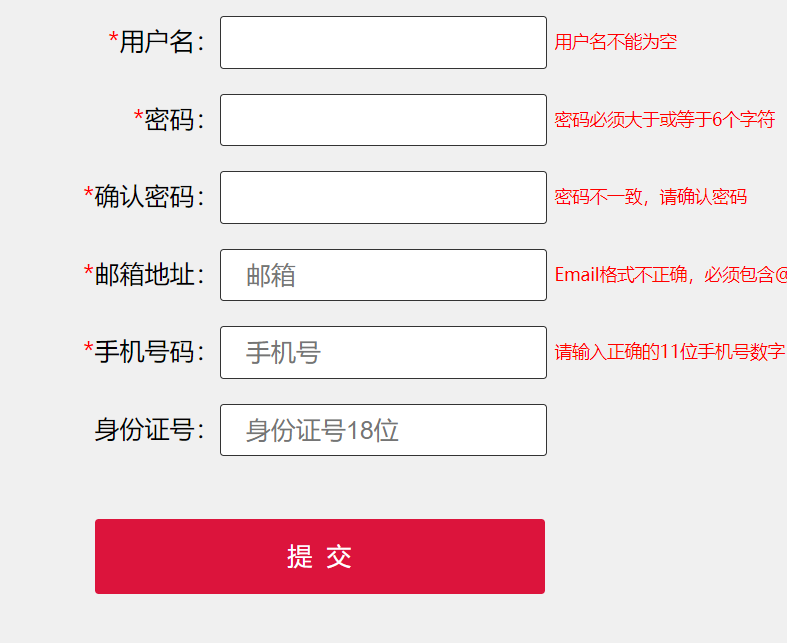 *用户名： 用户名不能为空
*密码： 密码必须大于或等于6个字符
*确认密码： 密码不一致，请确认密码
*邮箱地址： 邮箱 Email格式不正确，必须包含@
*手机号码： 手机号 请输入正确的11位手机号数字
身份证号： 身份证号18位
提 交